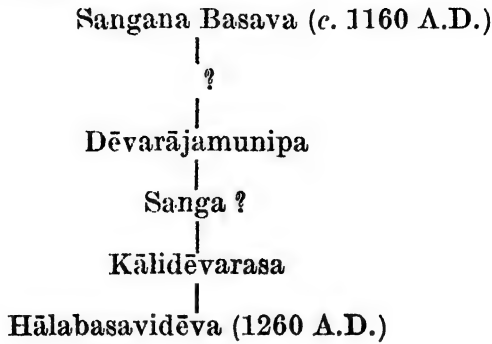 Sangana Basava (c. 1160 A.D.)
?
Dēvarājamunipa
Sanga ?
Kālidēvarasa
Hālabasavidēva (1260 A.D.)